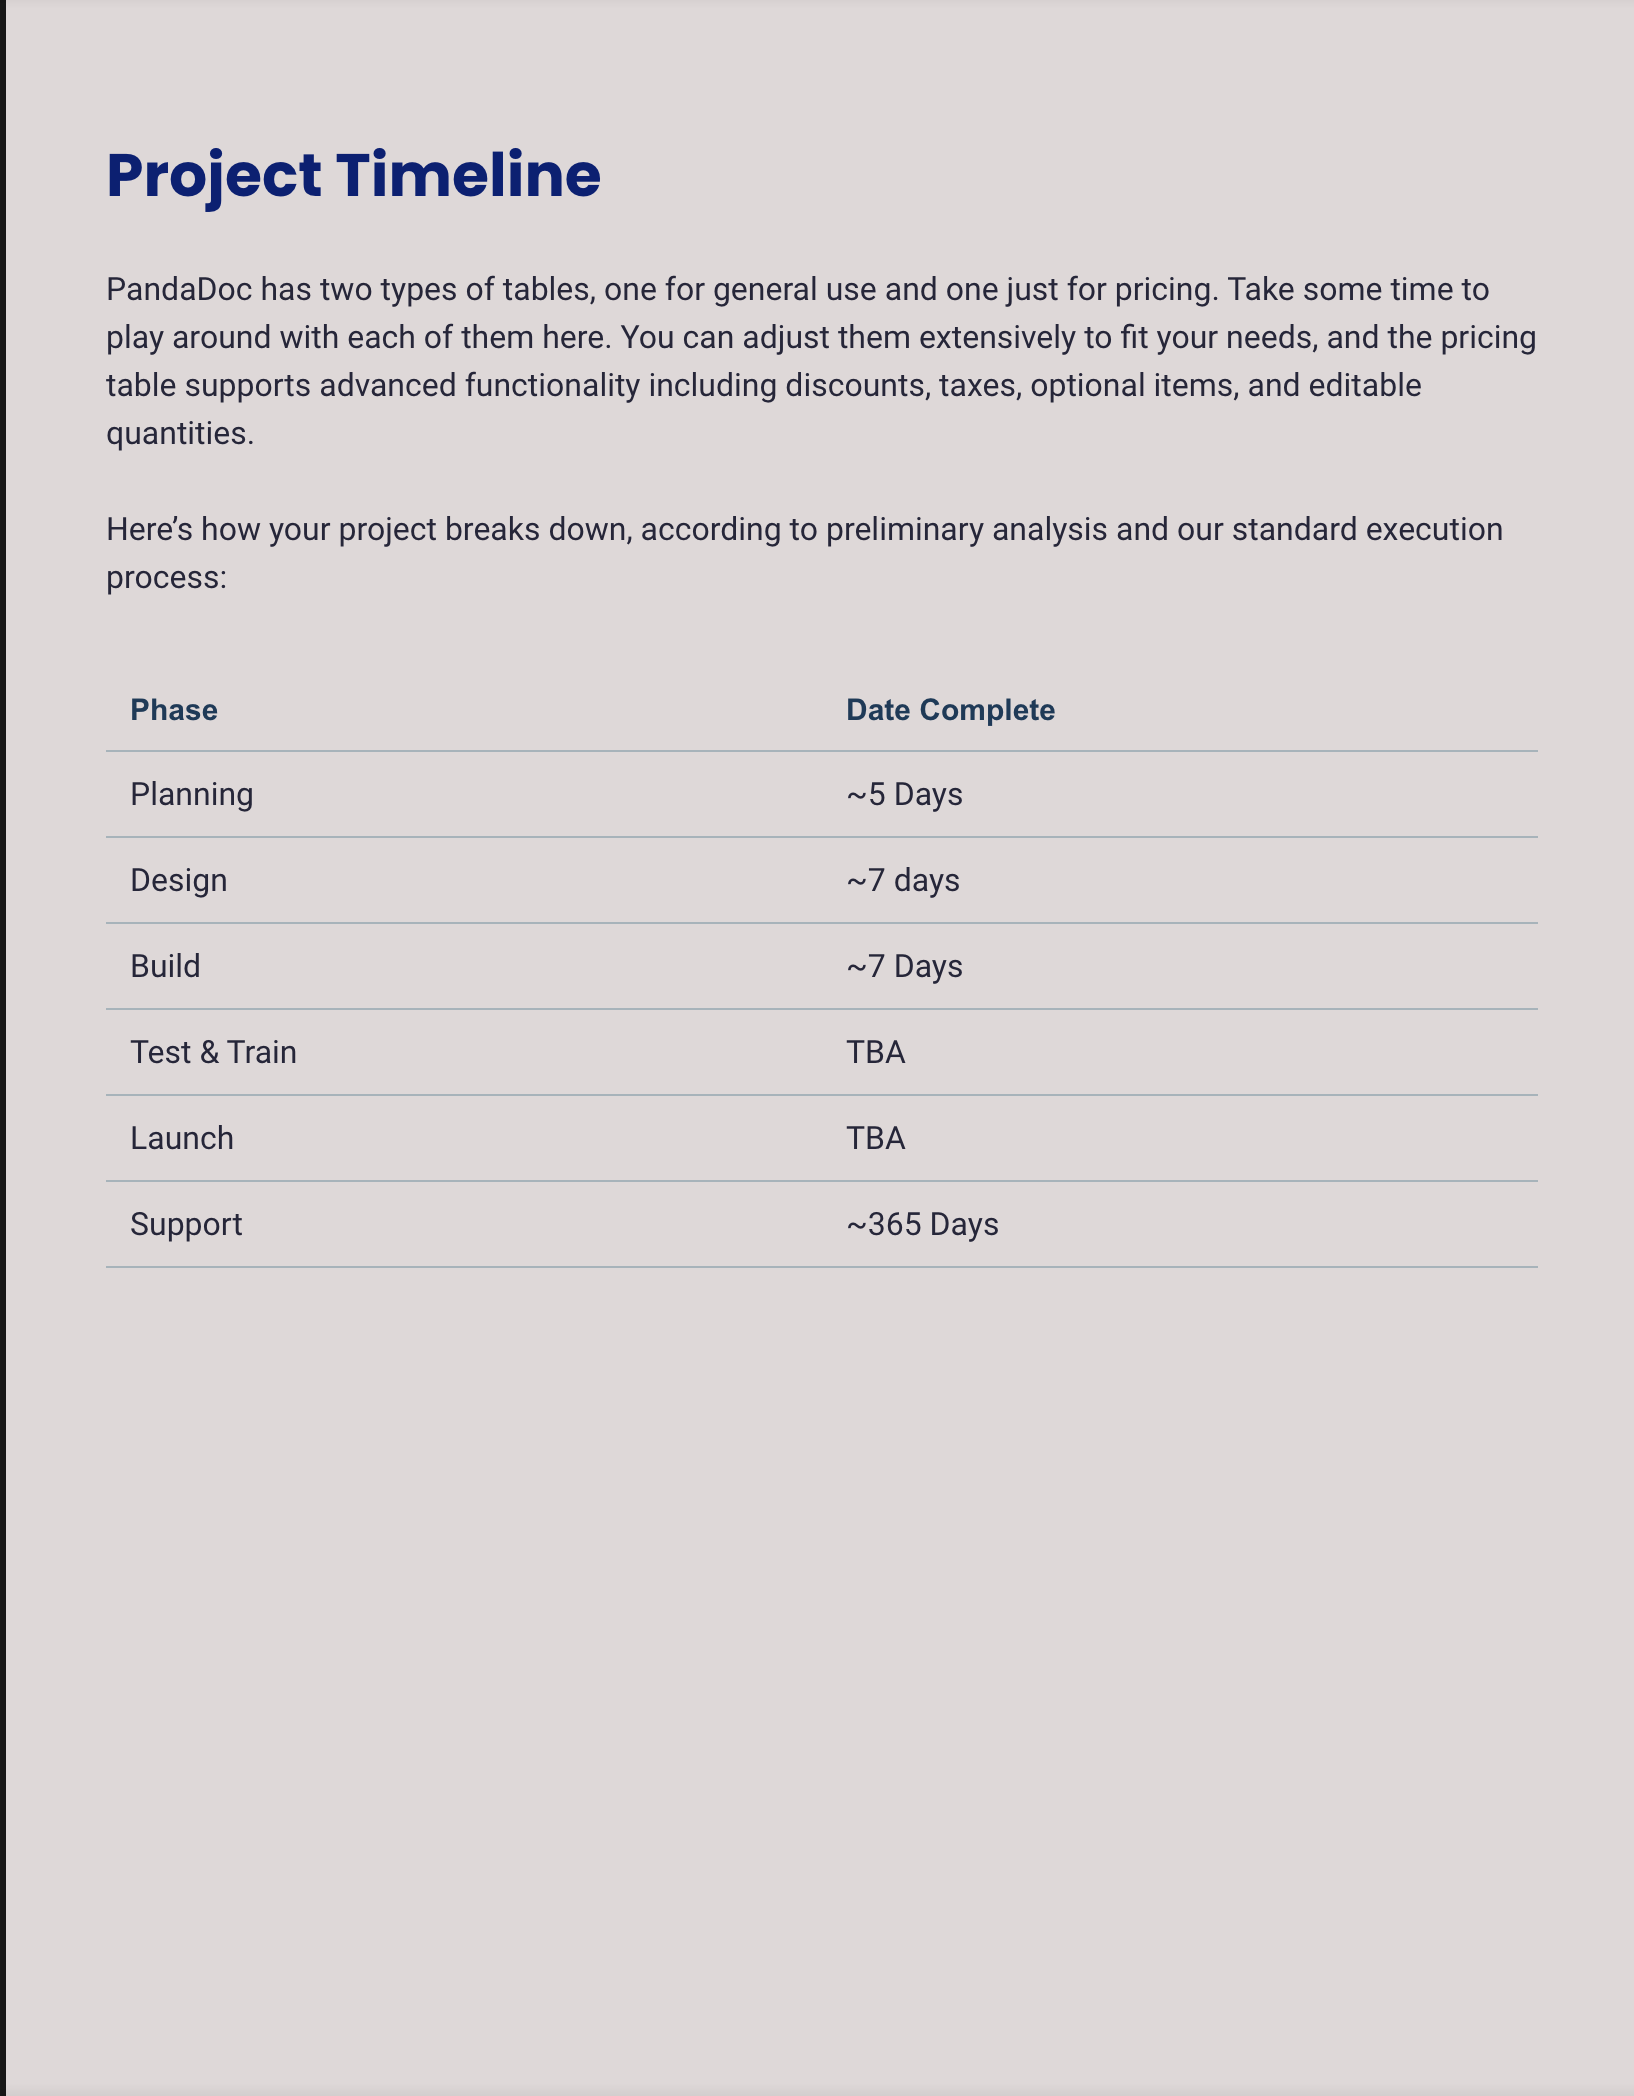 Project Timeline
PandaDoc has two types of tables, one for general use and one just for pricing. Take some time to
play around with each of them here. You can adjust them extensively to fit your needs, and the pricing
table supports advanced functionality including discounts, taxes, optional items, and editable
quantities.
Here’s how your project breaks down, according to preliminary analysis and our standard execution
process:
Phase Date Complete
Planning ~5 Days
Design ~7 days
Build ~7 Days
Test & Train TBA
Launch TBA
Support ~365 Days